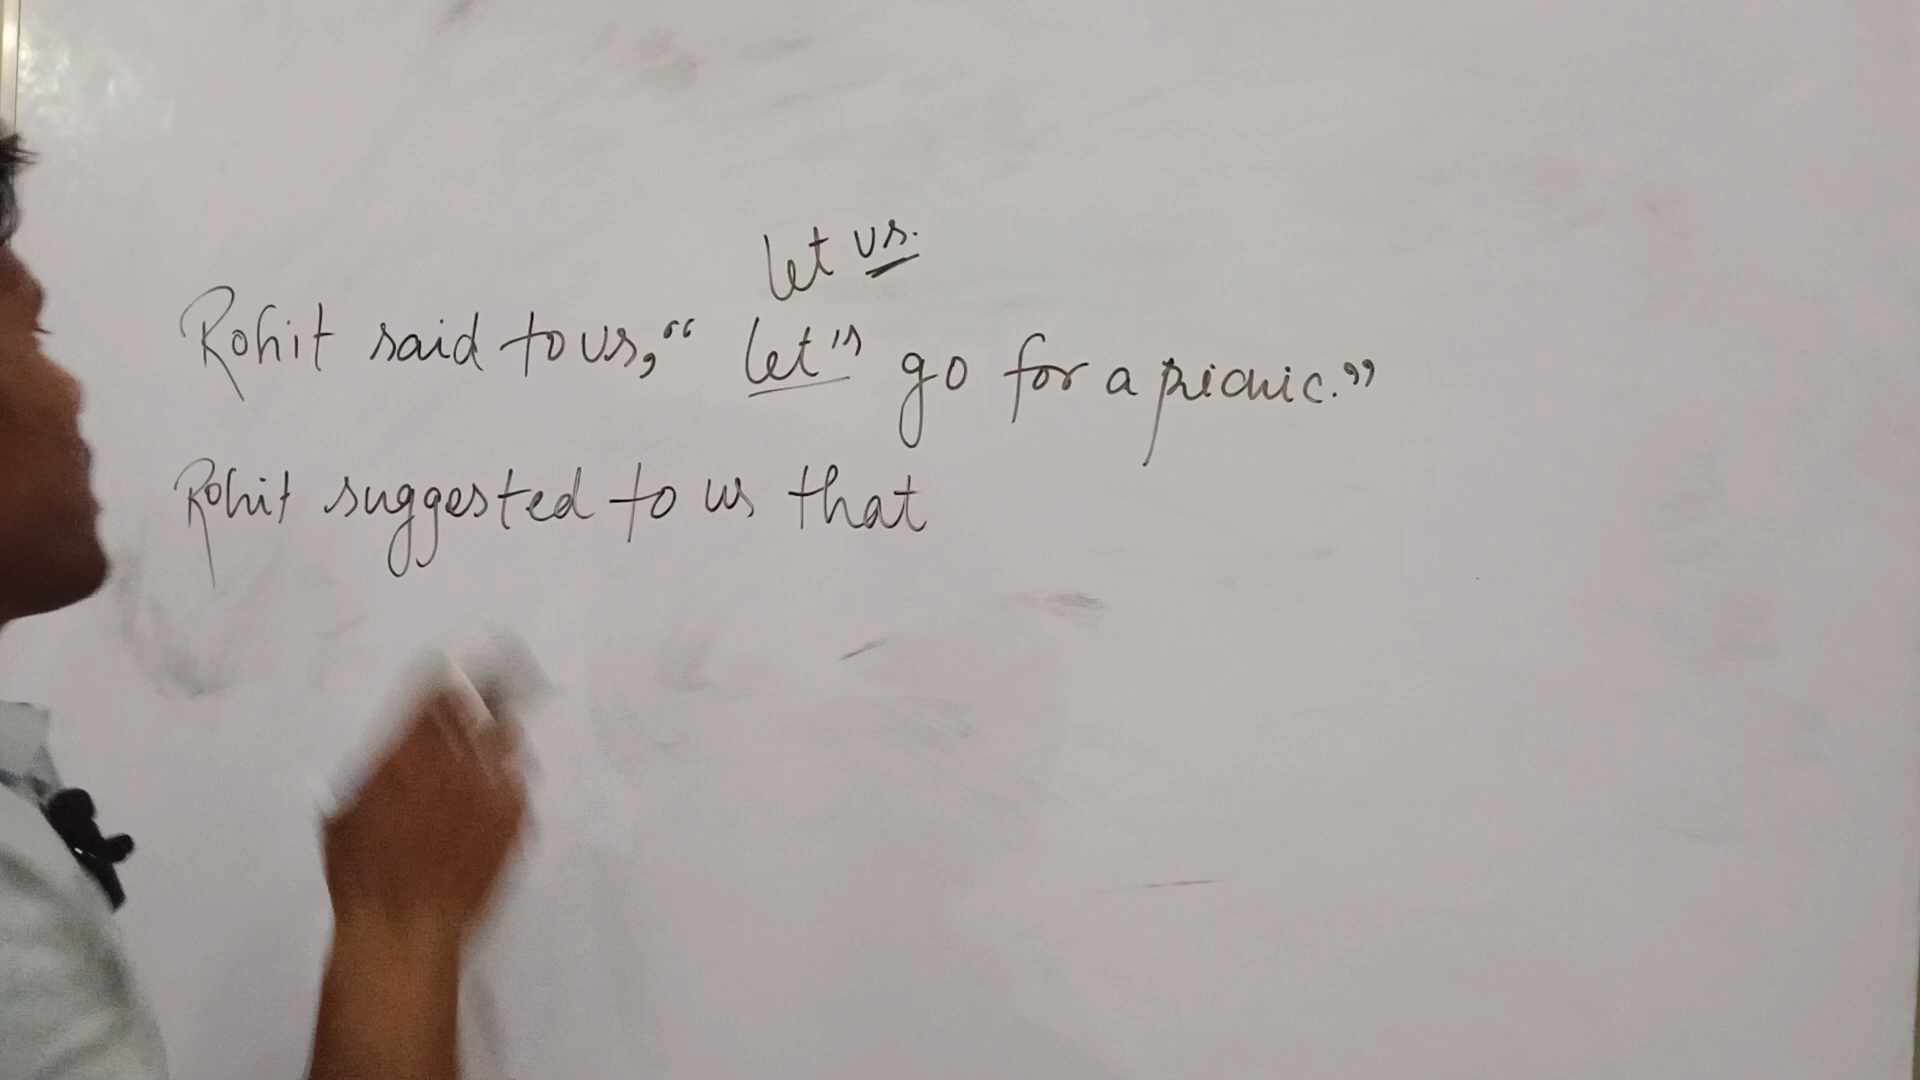 let us.
Rohit said to us, “let's go for a picnic.”
Rohit suggested to us that